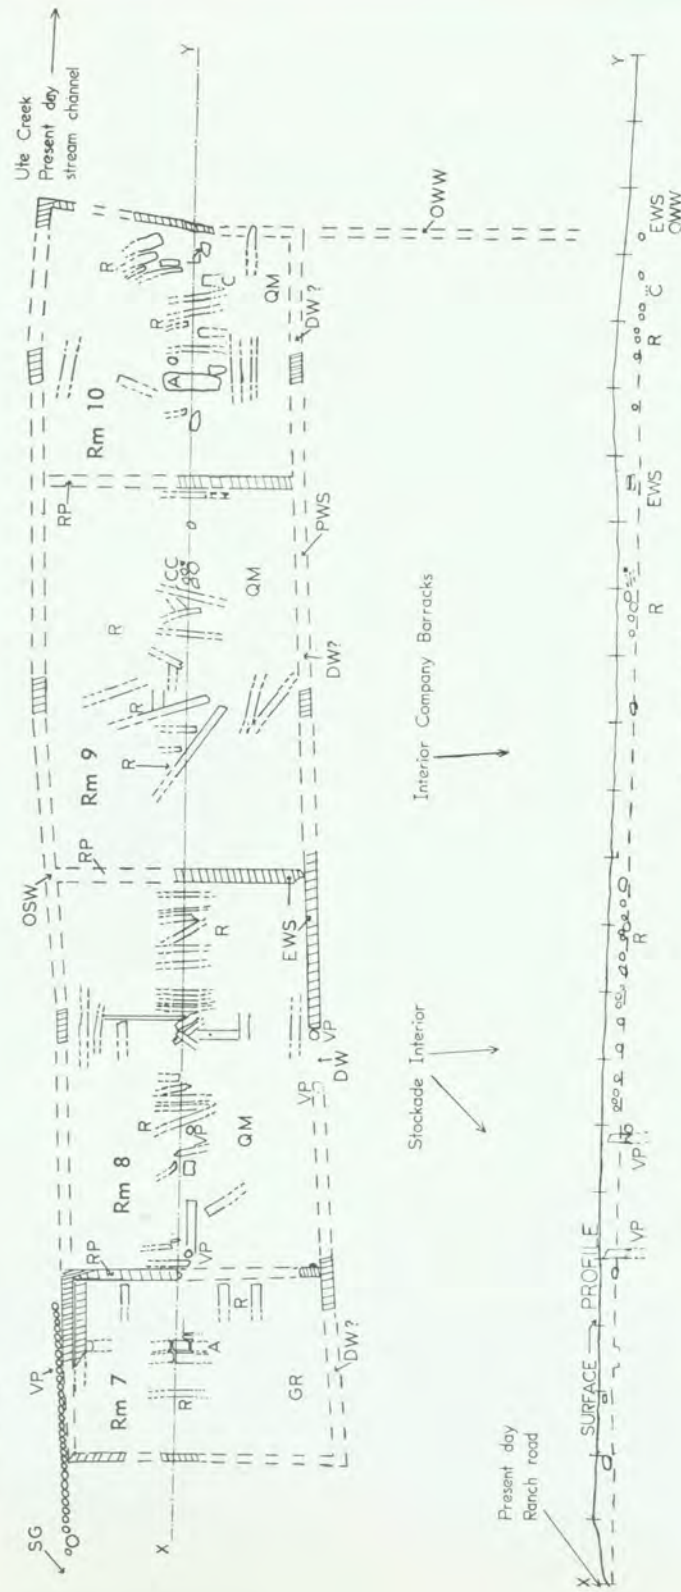 Ute Creek
Present day
stream channel
SG
VP
OSW
RP
RP
RP
Rm 7
Rm 8
Rm 9
Rm 10
R
R
R
R
R
R
X
Y
R
A
VP
VP
R
CC
A
C
R
GR
QM
EWS
QM
QM
DW?
VP
DW
VP
DW?
PWS
DW ?
OWW
Stockade Interior
Interior Company Barracks
Present day
Ranch road
SURFACE
PROFILE
X
Y
VP
VP
R
R
EWS
R
C
EWS
OWW